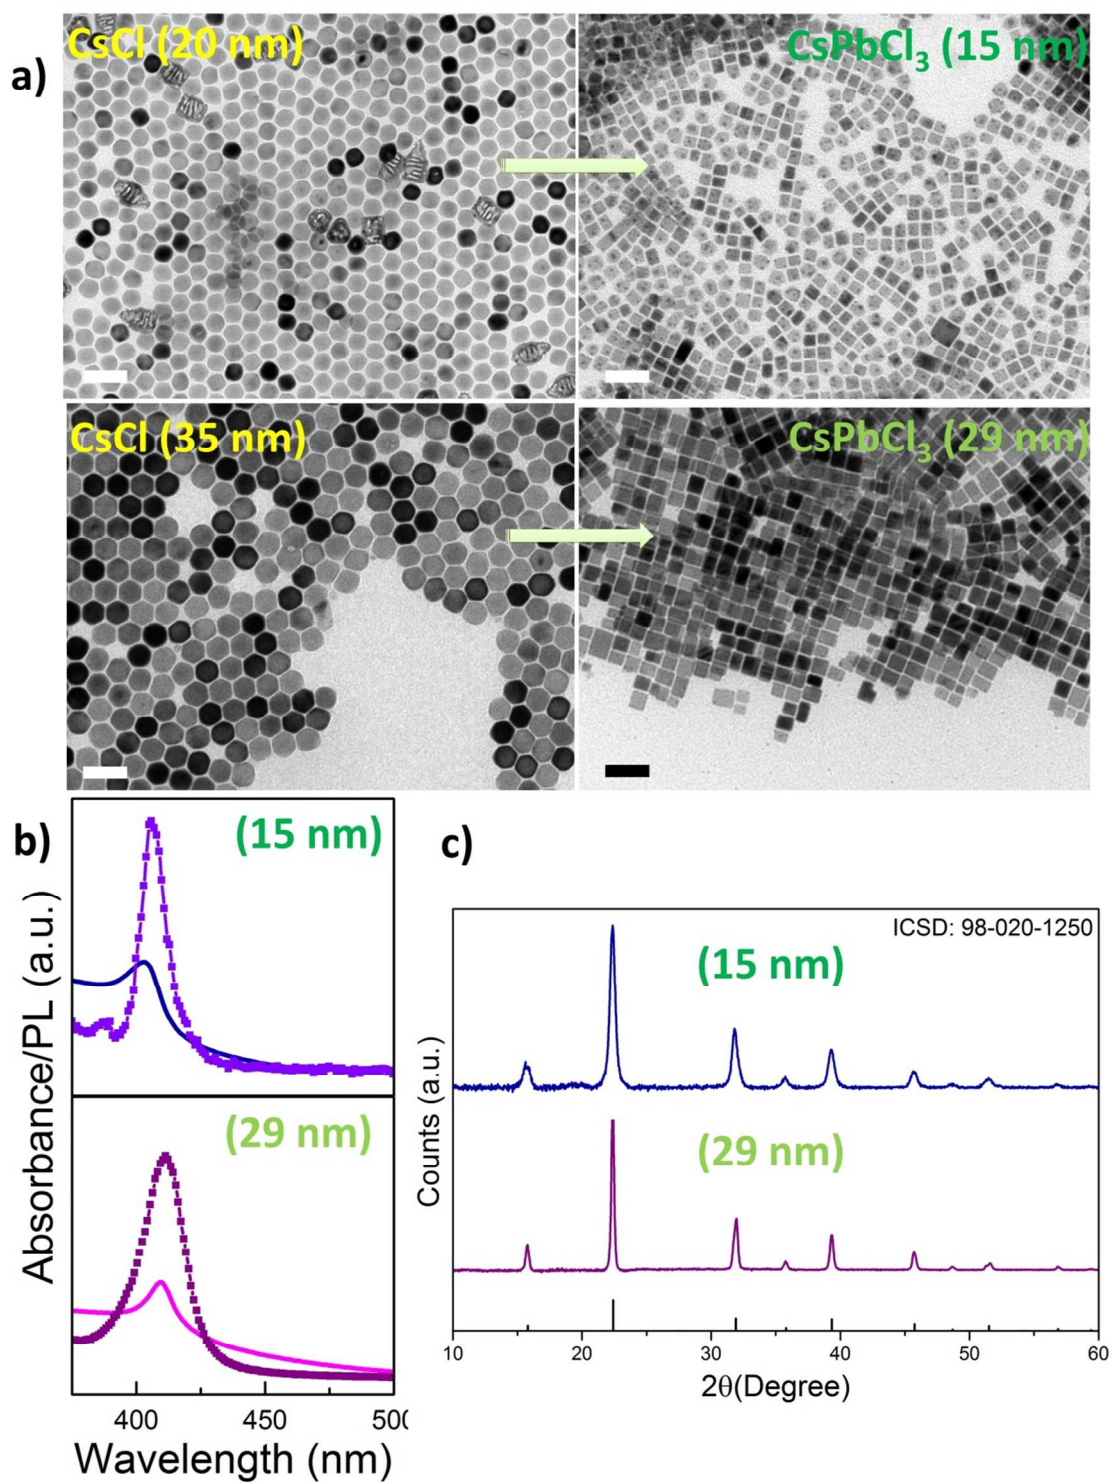 a)
CsCl (20 nm)
CsPbCl₃ (15 nm)
CsCl (35 nm)
CsPbCl₃ (29 nm)
b)
(15 nm)
(29 nm)
Absorbance/PL (a.u.)
400 450 500
Wavelength (nm)
c)
ICSD: 98-020-1250
(15 nm)
(29 nm)
Counts (a.u.)
10 20 30 40 50 60
2θ(Degree)